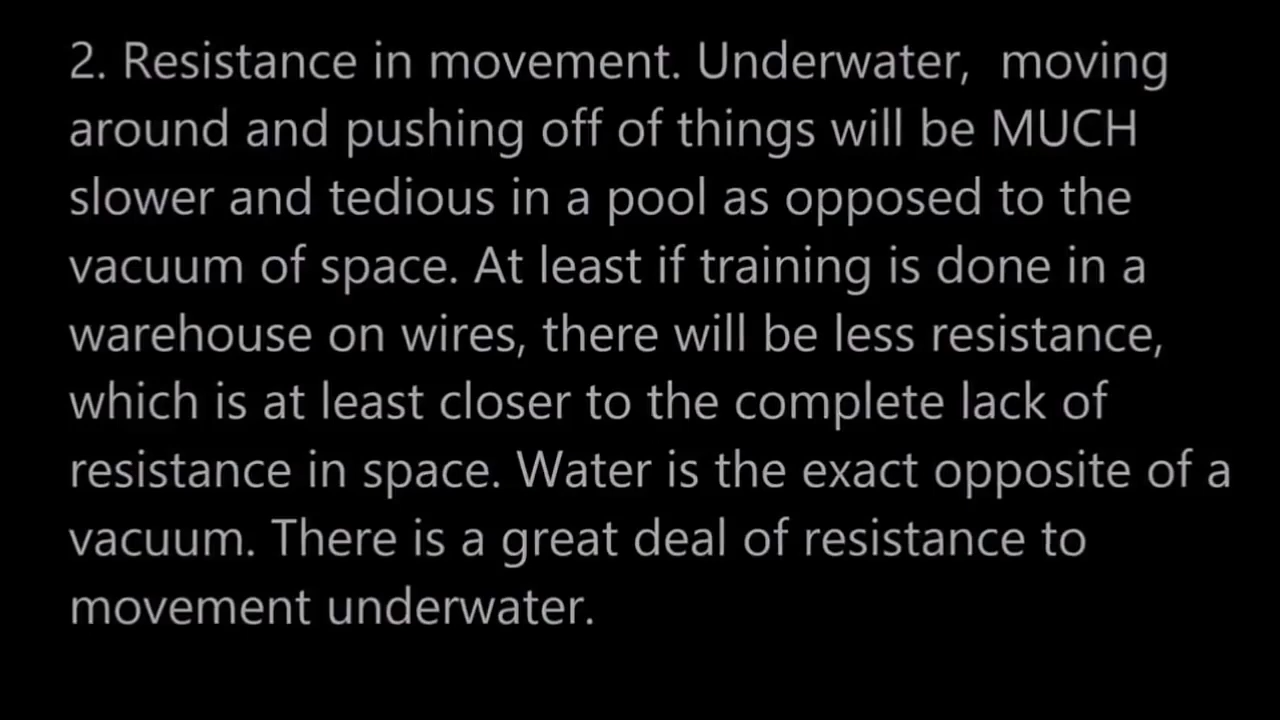 2. Resistance in movement. Underwater,  moving
around and pushing off of things will be MUCH
slower and tedious in a pool as opposed to the
vacuum of space. At least if training is done in a
warehouse on wires, there will be less resistance,
which is at least closer to the complete lack of
resistance in space. Water is the exact opposite of a
vacuum. There is a great deal of resistance to
movement underwater.